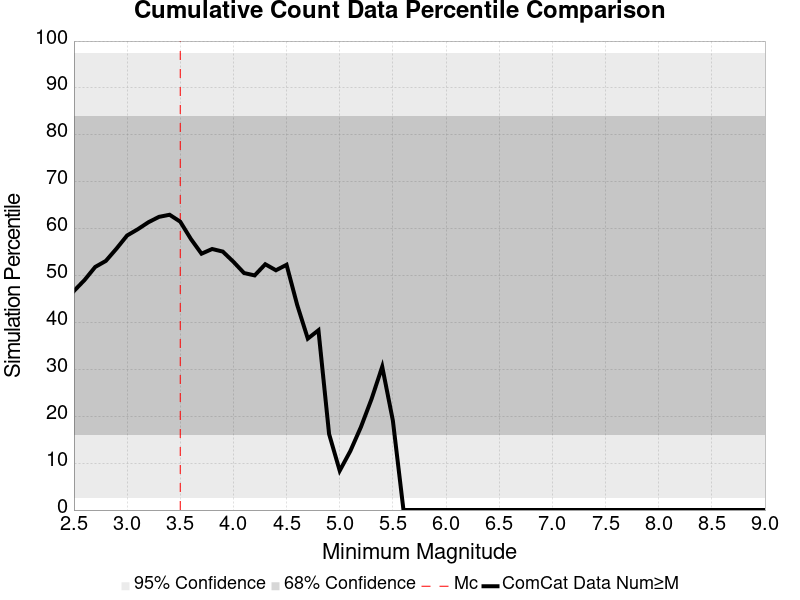 Cumulative Count Data Percentile Comparison
100
90
80
70
60
50
40
30
20
10
0
Simulation Percentile
2.5 3.0 3.5 4.0 4.5 5.0 5.5 6.0 6.5 7.0 7.5 8.0 8.5 9.0
Minimum Magnitude
95% Confidence 68% Confidence Mc ComCat Data Num≥M